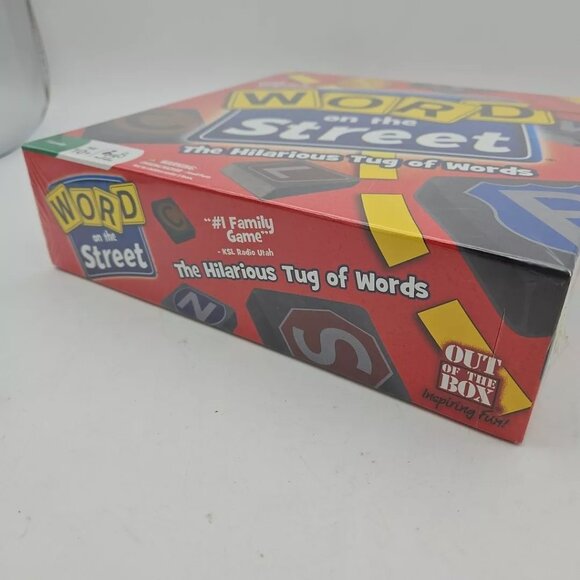 WORD
on the
Street
The Hilarious Tug of Words
WARNING:
L
WORD
on the
Street
C
"#1 Family
Game"
- KSL Radio Utah
The Hilarious Tug of Words
N
S
OUT
OF THE
BOX
Inspiring Fun!